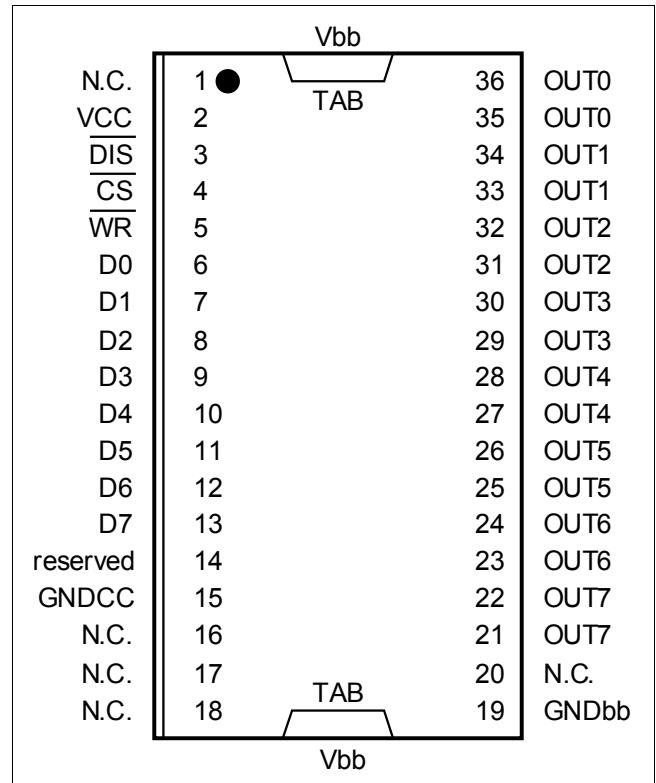 Vbb
N.C. 1 TAB 36 OUT0
VCC 2 35 OUT0
DIS 3 34 OUT1
CS 4 33 OUT1
WR 5 32 OUT2
D0 6 31 OUT2
D1 7 30 OUT3
D2 8 29 OUT3
D3 9 28 OUT4
D4 10 27 OUT4
D5 11 26 OUT5
D6 12 25 OUT5
D7 13 24 OUT6
reserved 14 23 OUT6
GNDCC 15 22 OUT7
N.C. 16 21 OUT7
N.C. 17 20 N.C.
N.C. 18 TAB 19 GNDbb
Vbb